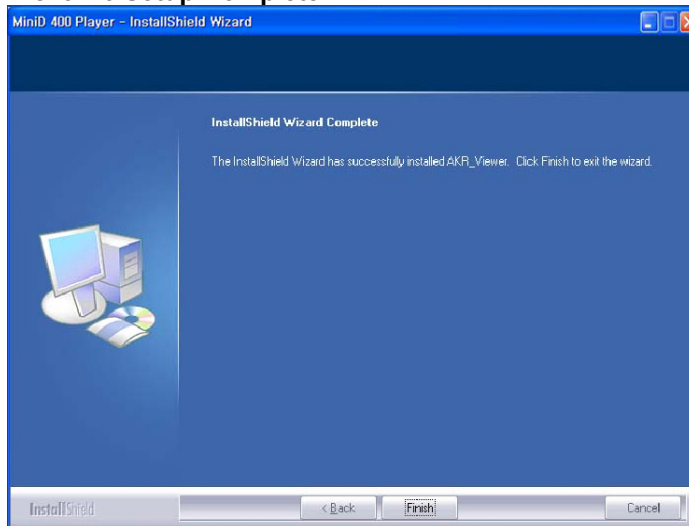 MiniD 400 Player - InstallShield Wizard
InstallShield Wizard Complete
The InstallShield Wizard has successfully installed AKR_Viewer. Click Finish to exit the wizard.
InstallShield
< Back
Finish
Cancel